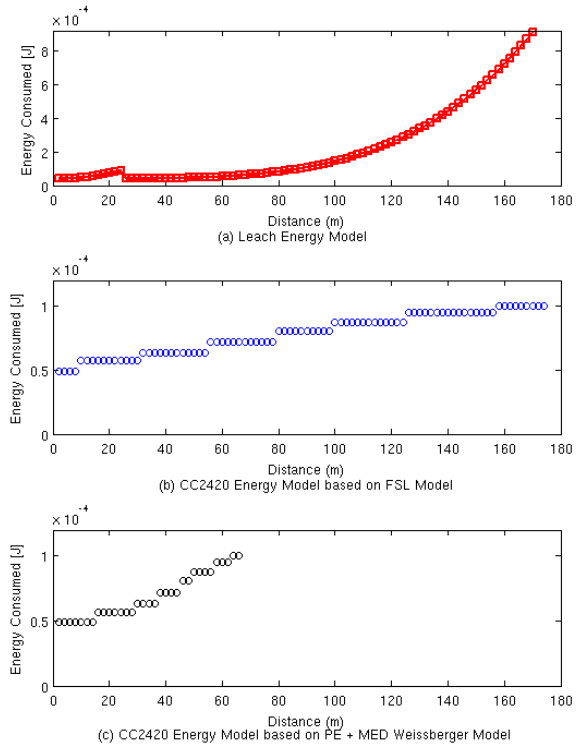 × 10⁻⁴
8
6
4
2
0
Energy Consumed [J]
0 20 40 60 80 100 120 140 160 180
Distance (m)
(a) Leach Energy Model
× 10⁻⁴
1
0.5
0
Energy Consumed [J]
0 20 40 60 80 100 120 140 160 180
Distance (m)
(b) CC2420 Energy Model based on FSL Model
× 10⁻⁴
1
0.5
0
Energy Consumed [J]
0 20 40 60 80 100 120 140 160 180
Distance (m)
(c) CC2420 Energy Model based on PE + MED Weissberger Model